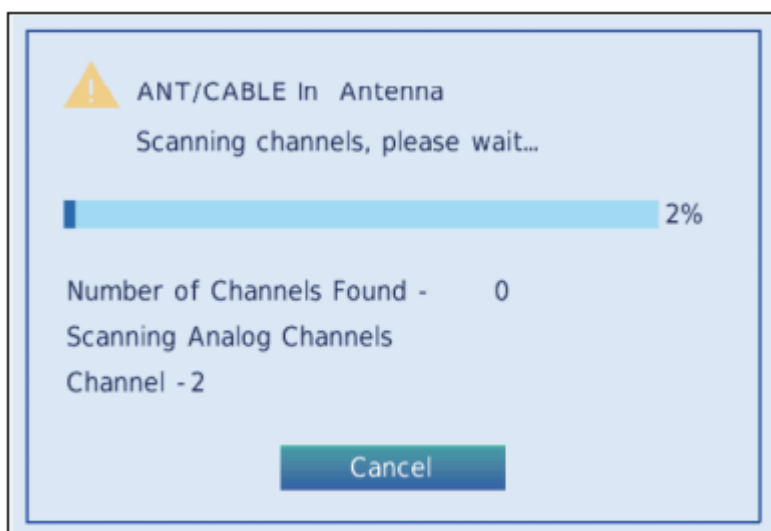 ANT/CABLE In Antenna
Scanning channels, please wait...
2%
Number of Channels Found - 0
Scanning Analog Channels
Channel - 2
Cancel